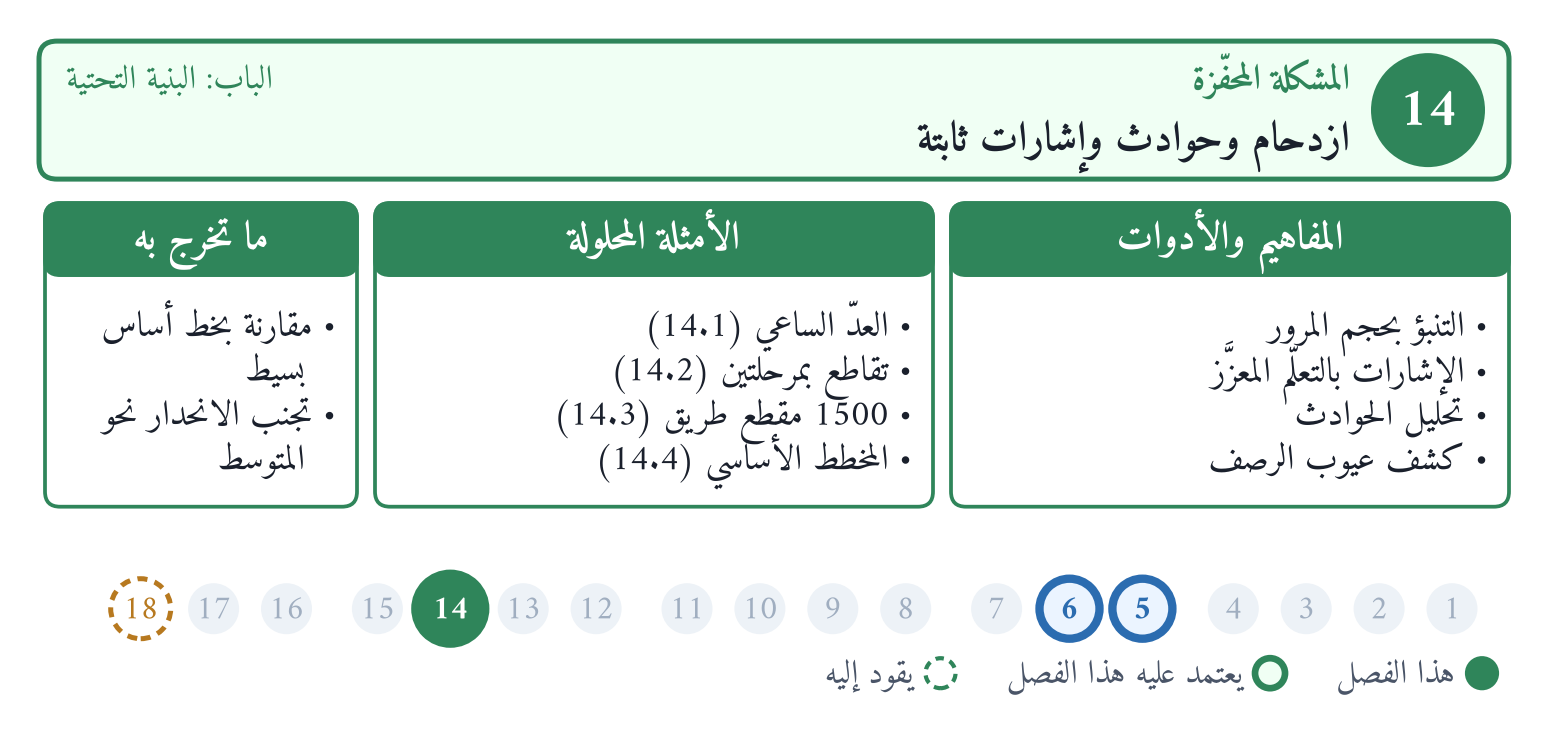 14
المشكلة المحفّزة
الباب: البنية التحتية
ازدحام وحوادث وإشارات ثابتة
المفاهيم والأدوات
• التنبؤ بحجم المرور
• الإشارات بالتعلّم المعزَّز
• تحليل الحوادث
• كشف عيوب الرصف
الأمثلة المحلولة
• العدّ الساعي (14.1)
• تقاطع بمرحلتين (14.2)
• 1500 مقطع طريق (14.3)
• المخطط الأساسي (14.4)
ما تخرج به
• مقارنة بخط أساس
بسيط
• تجنب الانحدار نحو
المتوسط
1 2 3 4 5 6 7 8 9 10 11 12 13 14 15 16 17 18
هذا الفصل
يعتمد عليه هذا الفصل
يقود إليه